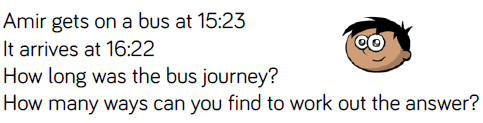 Amir gets on a bus at 15:23
It arrives at 16:22
How long was the bus journey?
How many ways can you find to work out the answer?